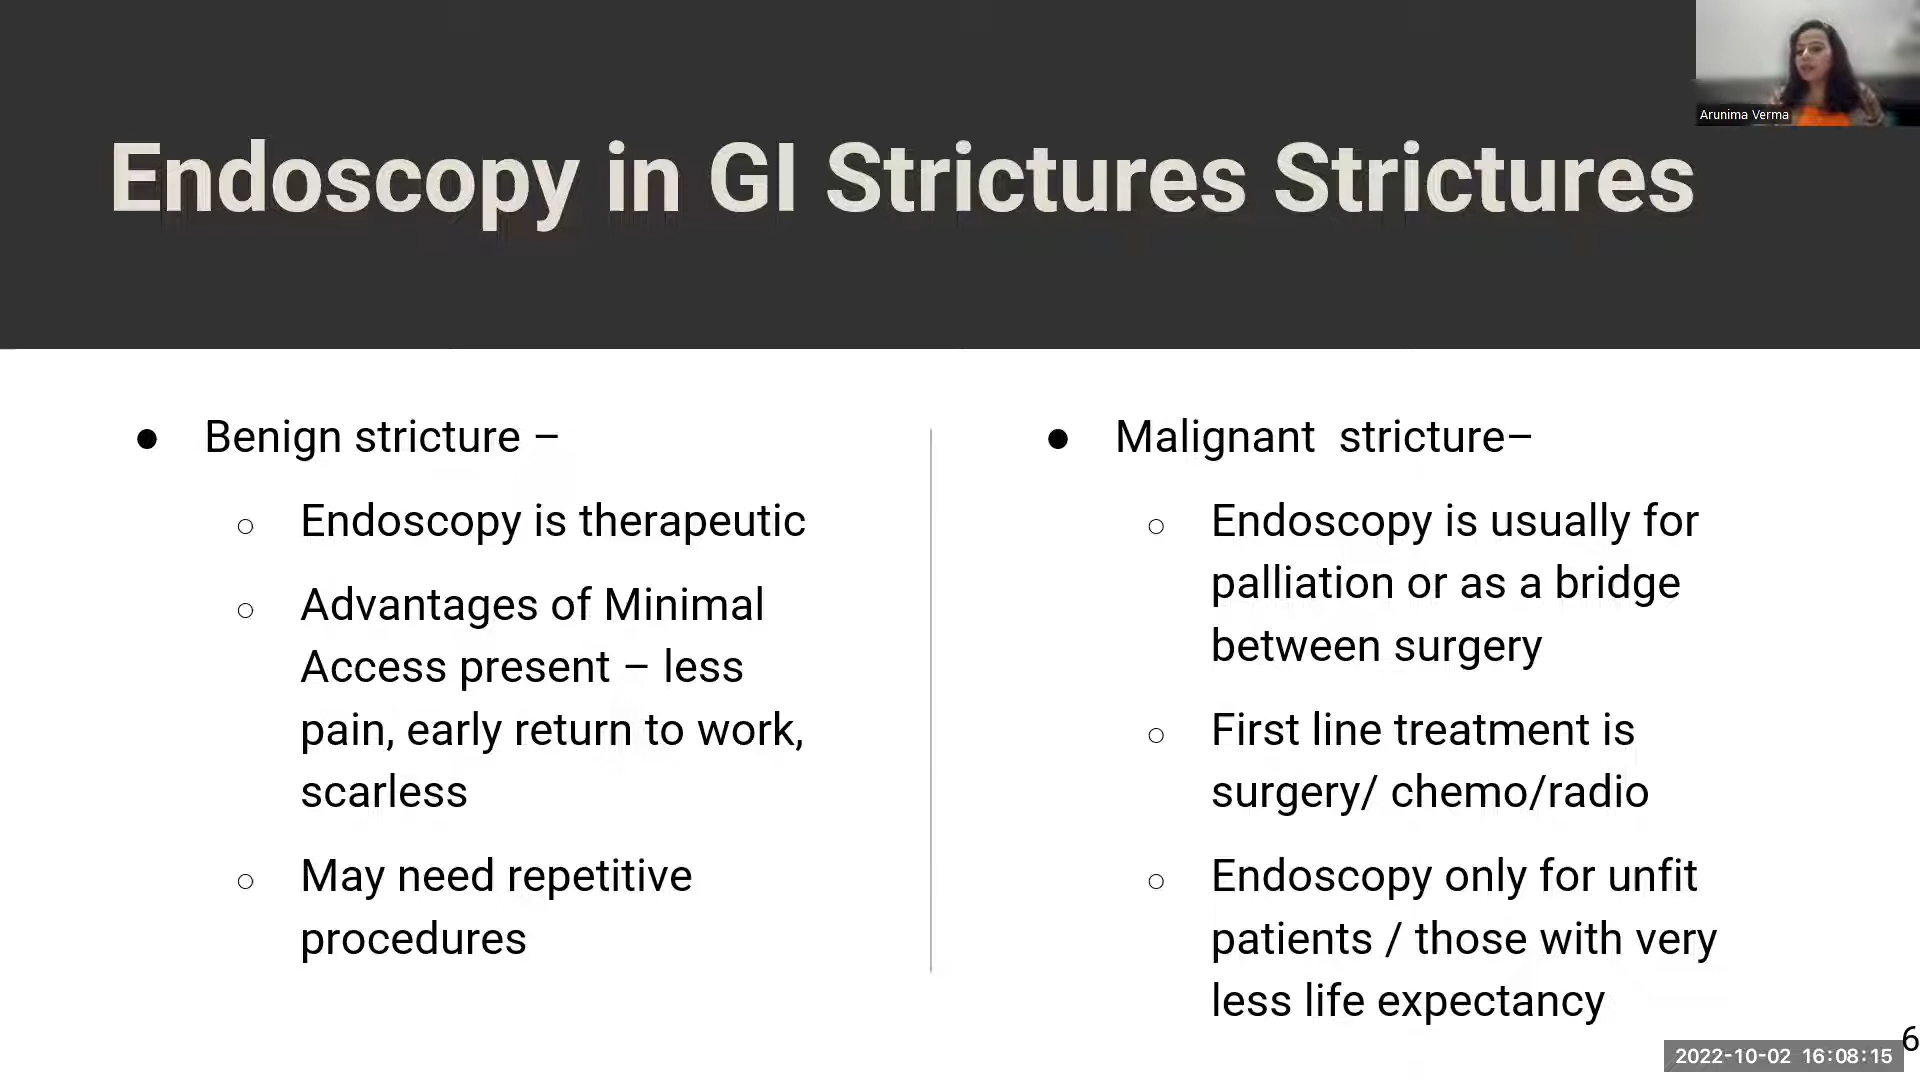 Arunima Verma
Endoscopy in GI Strictures Strictures
● Benign stricture –
○ Endoscopy is therapeutic
○ Advantages of Minimal
Access present – less
pain, early return to work,
scarless
○ May need repetitive
procedures
● Malignant  stricture–
○ Endoscopy is usually for
palliation or as a bridge
between surgery
○ First line treatment is
surgery/ chemo/radio
○ Endoscopy only for unfit
patients / those with very
less life expectancy
6
2022-10-02 16:08:15